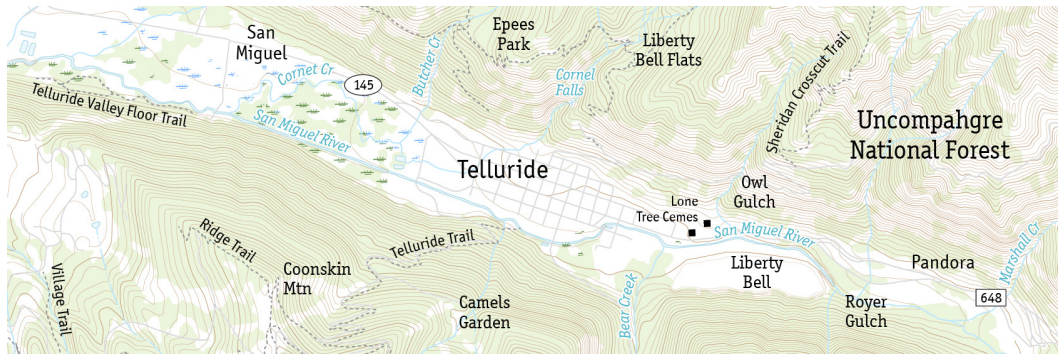 San
Miguel
Epees
Park
Liberty
Bell Flats
Cornet Cr
145
Butcher Cr
Cornel
Falls
Sheridan Crosscut Trail
Telluride Valley Floor Trail
San Miguel River
Uncompahgre
National Forest
Telluride
Owl
Gulch
Lone
Tree Cemes
San Miguel River
Ridge Trail
Telluride Trail
Marshall Cr
Village Trail
Coonskin
Mtn
Camels
Garden
Bear Creek
Liberty
Bell
Pandora
648
Royer
Gulch